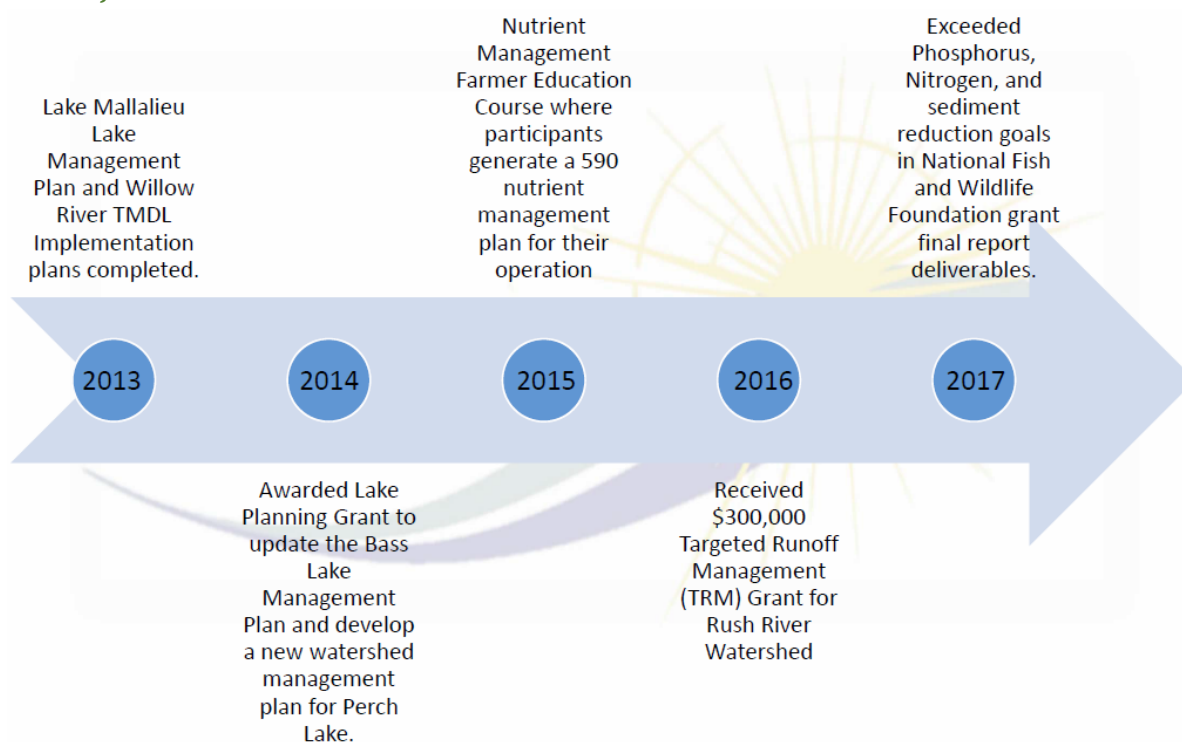 Lake Mallalieu
Lake
Management
Plan and Willow
River TMDL
Implementation
plans completed.
Nutrient
Management
Farmer Education
Course where
participants
generate a 590
nutrient
management
plan for their
operation
Exceeded
Phosphorus,
Nitrogen, and
sediment
reduction goals
in National Fish
and Wildlife
Foundation grant
final report
deliverables.
2013
2014
2015
2016
2017
Awarded Lake
Planning Grant to
update the Bass
Lake
Management
Plan and develop
a new watershed
management
plan for Perch
Lake.
Received
$300,000
Targeted Runoff
Management
(TRM) Grant for
Rush River
Watershed